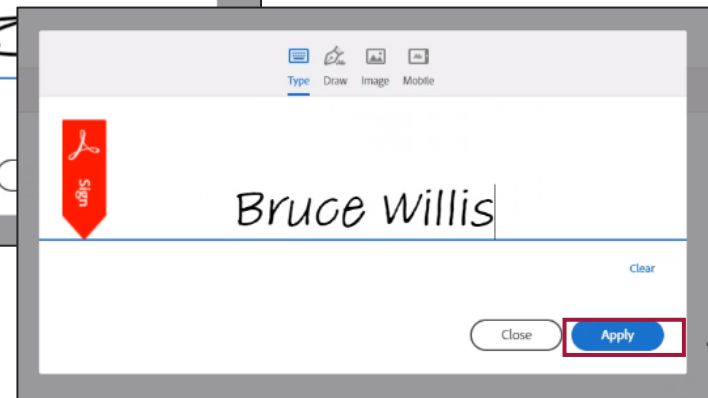 Type Draw Image Mobile
Sign
Bruce Willis
Clear
Close Apply